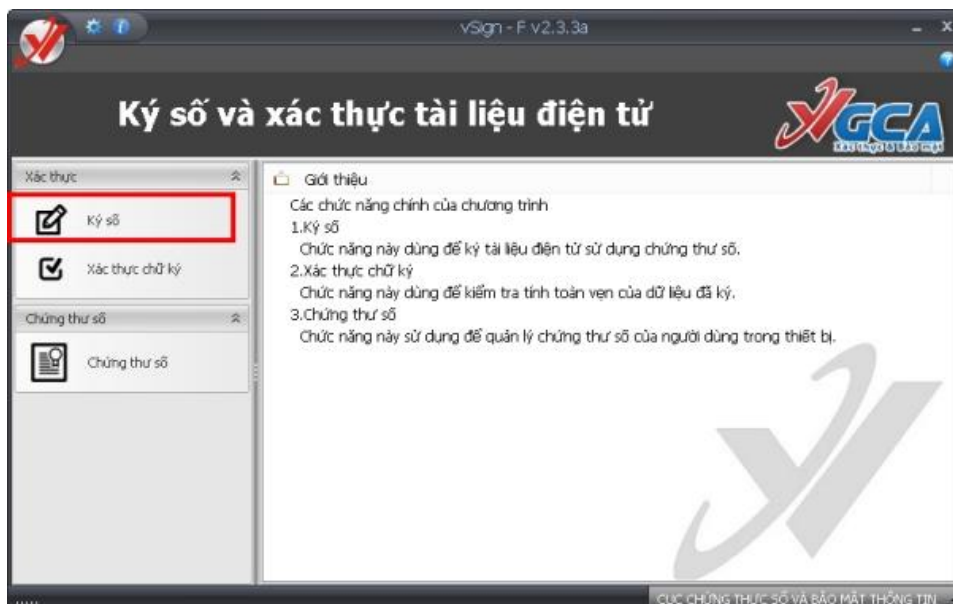 vSign - F v2.3.3a
Ký số và xác thực tài liệu điện tử
GCA
Xác thực
Ký số
Xác thực chữ ký
Chứng thư số
Chứng thư số
Giới thiệu
Các chức năng chính của chương trình
1.Ký số
Chức năng này dùng để ký tài liệu điện tử sử dụng chứng thư số.
2.Xác thực chữ ký
Chức năng này dùng để kiểm tra tính toàn vẹn của dữ liệu đã ký.
3.Chứng thư số
Chức năng này sử dụng để quản lý chứng thư số của người dùng trong thiết bị.
CỤC CHỨNG THỰC SỐ VÀ BẢO MẬT THÔNG TIN